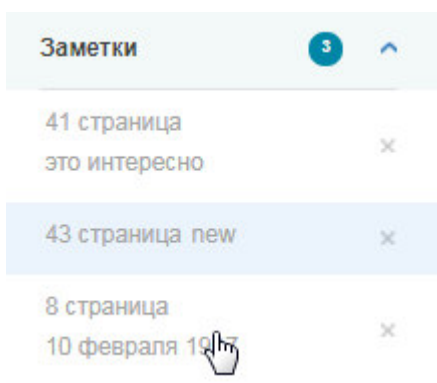 Заметки 3
41 страница
это интересно
43 страница new
8 страница
10 февраля